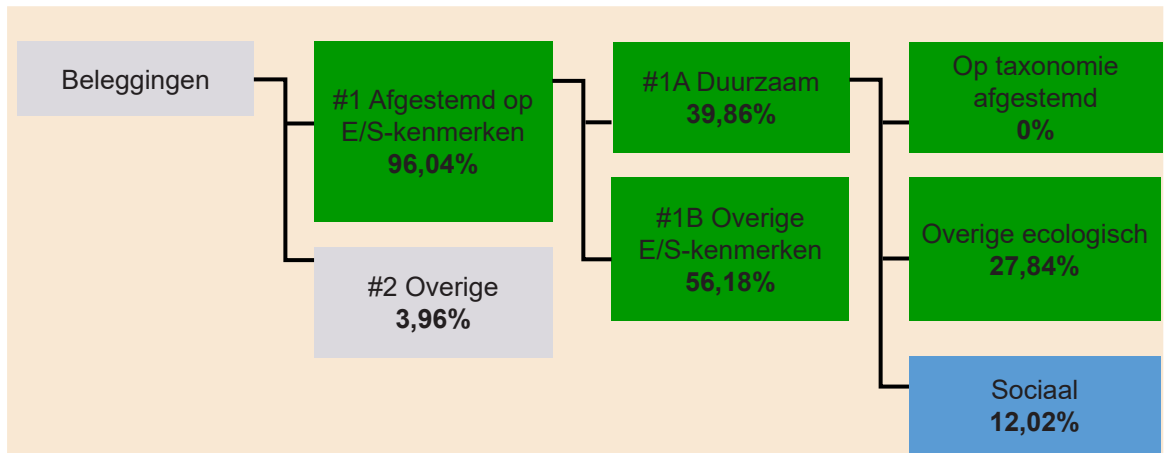 Beleggingen
#1 Afgestemd op
E/S-kenmerken
96,04%
#2 Overige
3,96%
#1A Duurzaam
39,86%
#1B Overige
E/S-kenmerken
56,18%
Op taxonomie
afgestemd
0%
Overige ecologisch
27,84%
Sociaal
12,02%